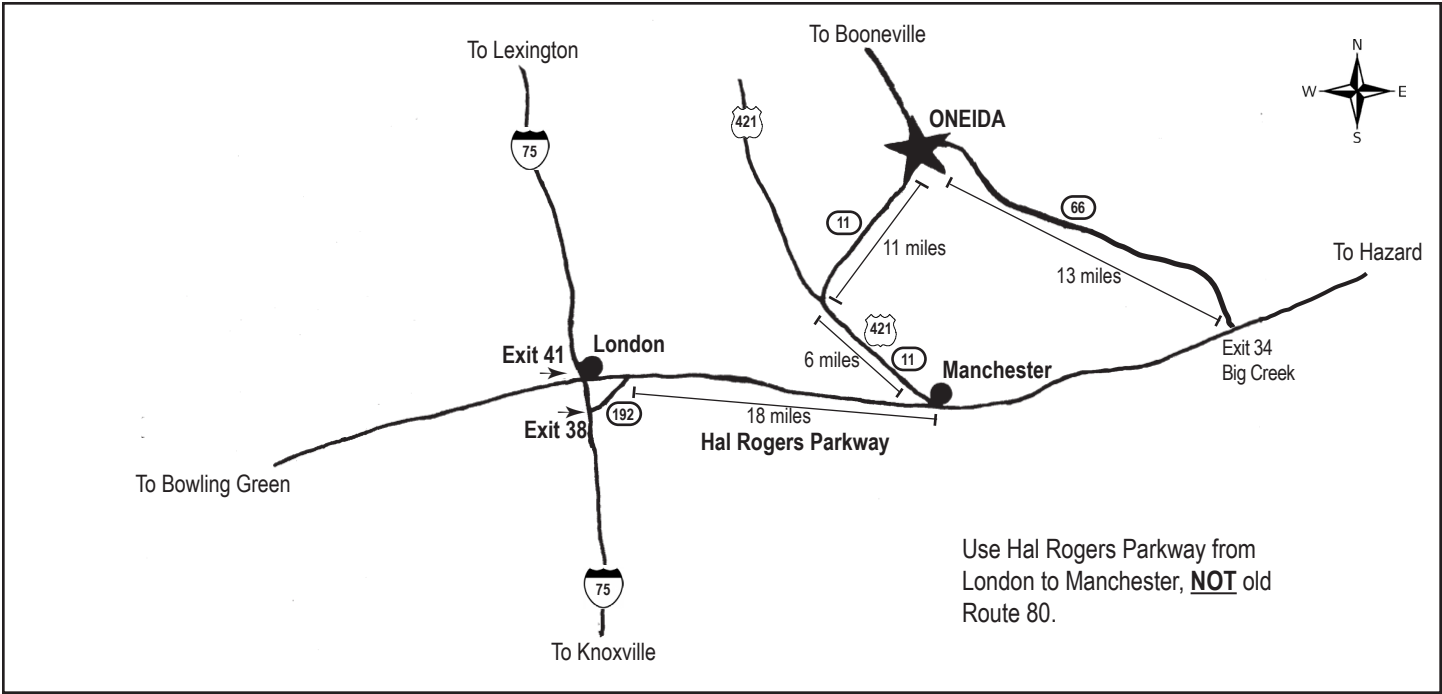 To Booneville
To Lexington
N
W
E
S
421
ONEIDA
75
66
11
11 miles
To Hazard
13 miles
421
London
Exit 41
6 miles
11
Exit 34
Big Creek
Manchester
192
18 miles
Exit 38
Hal Rogers Parkway
To Bowling Green
Use Hal Rogers Parkway from
London to Manchester, NOT old
Route 80.
75
To Knoxville